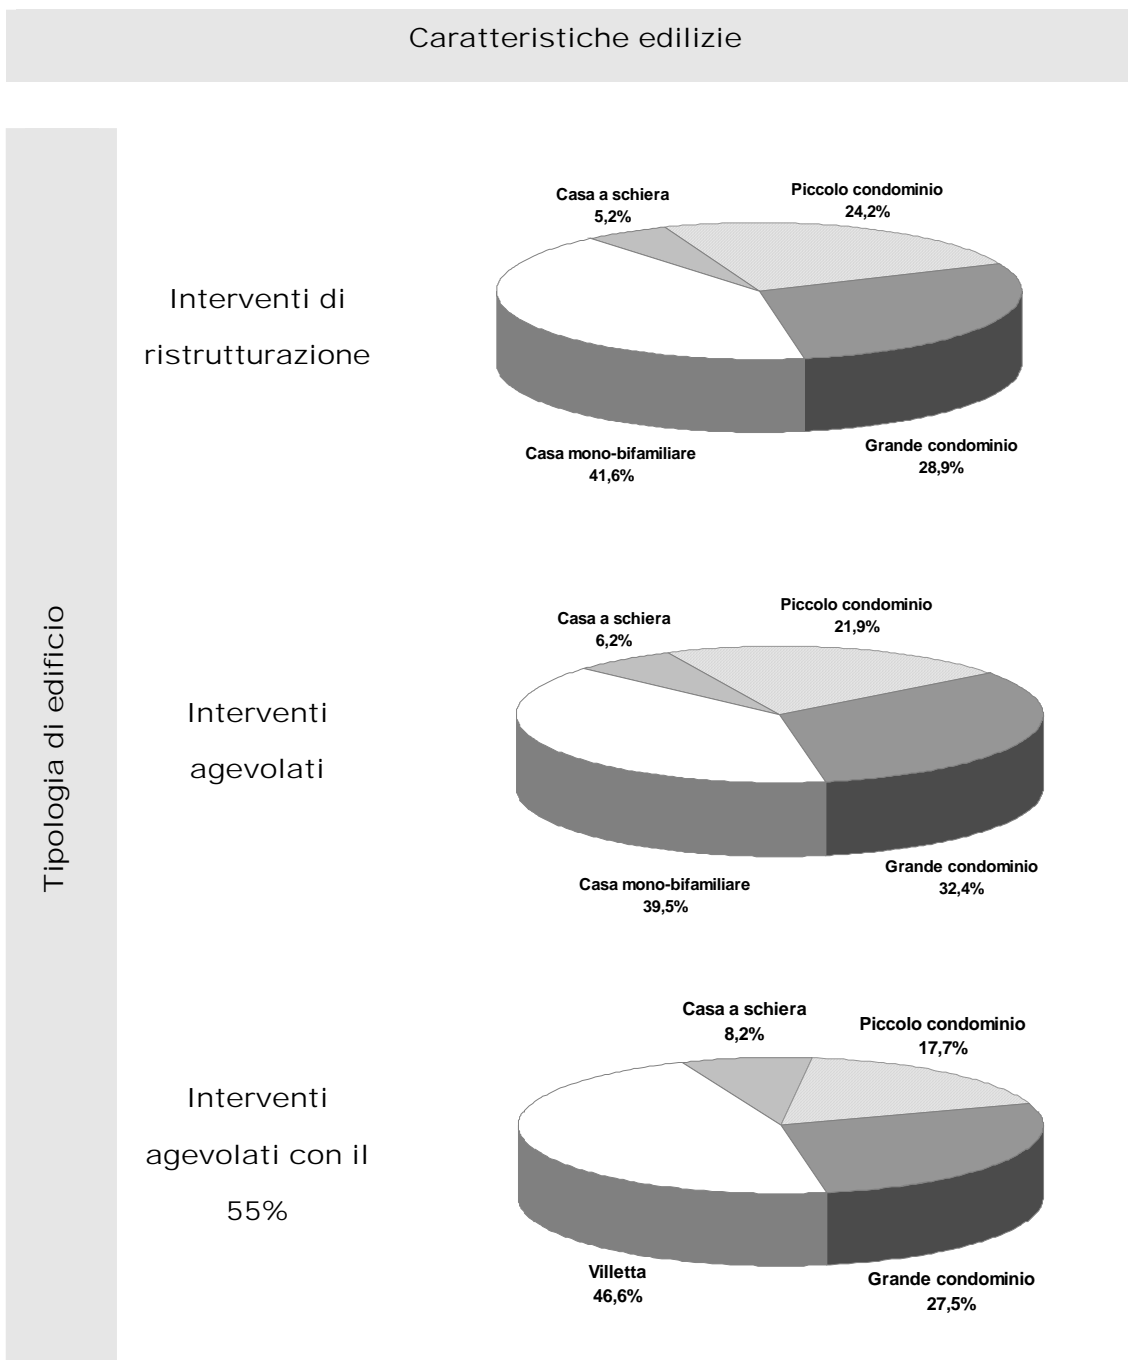 Caratteristiche edilizie
Tipologia di edificio
Interventi di
ristrutturazione
Casa a schiera
5,2%
Piccolo condominio
24,2%
Casa mono-bifamiliare
41,6%
Grande condominio
28,9%
Interventi
agevolati
Casa a schiera
6,2%
Piccolo condominio
21,9%
Casa mono-bifamiliare
39,5%
Grande condominio
32,4%
Interventi
agevolati con il
55%
Casa a schiera
8,2%
Piccolo condominio
17,7%
Villetta
46,6%
Grande condominio
27,5%